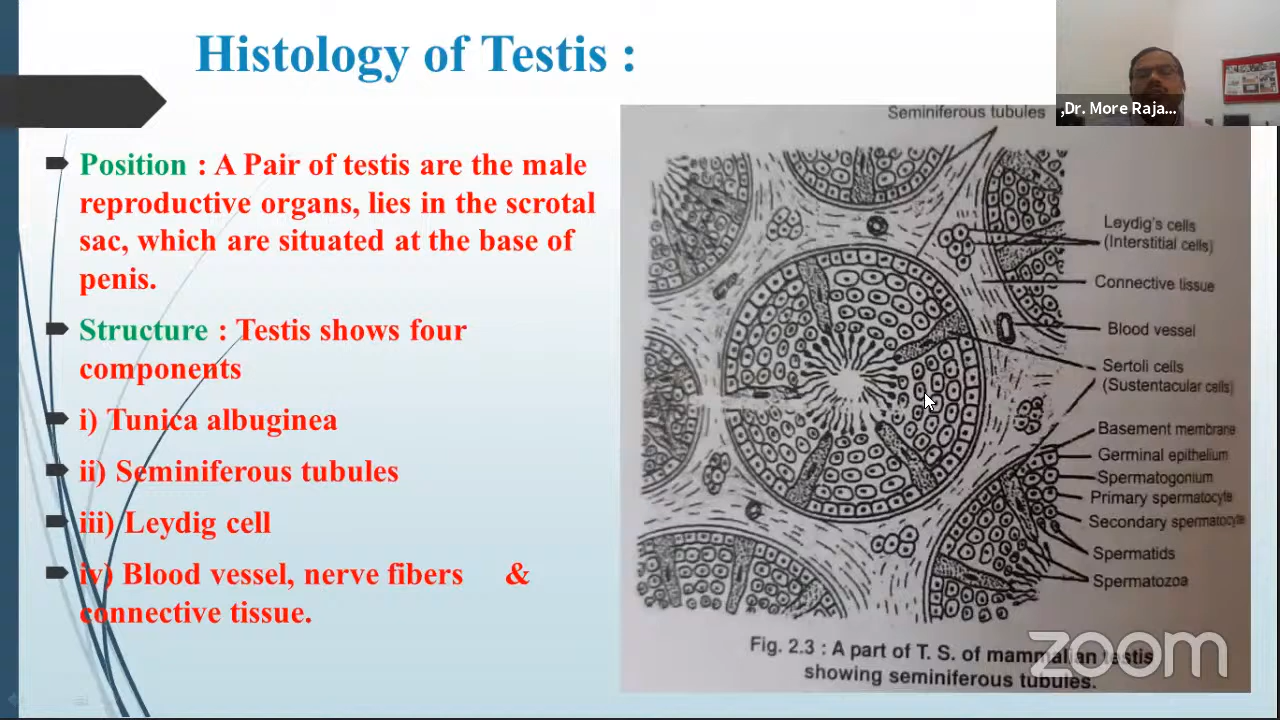 Histology of Testis :
,Dr. More Raja...
Position : A Pair of testis are the male
reproductive organs, lies in the scrotal
sac, which are situated at the base of
penis.
Structure : Testis shows four
components
i) Tunica albuginea
ii) Seminiferous tubules
iii) Leydig cell
iv) Blood vessel, nerve fibers &
connective tissue.
Seminiferous tubules
Leydig's cells
(Interstitial cells)
Connective tissue
Blood vessel
Sertoli cells
(Sustentacular cells)
Basement membrane
Germinal epithelium
Spermatogonium
Primary spermatocyte
Secondary spermatocyte
Spermatids
Spermatozoa
Fig. 2.3 : A part of T. S. of mammalian testis
showing seminiferous tubules.
zoom